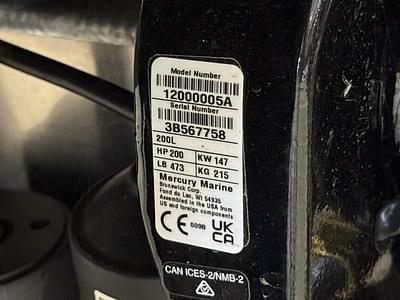 Model Number
12000005A
Serial Number
3B567758
200L
HP 200 KW 147
LB 473 KG 215
Mercury Marine
Brunswick Corp.
Fond du Lac, WI 54935
Assembled in the USA from
US and foreign components
CE 0098 UK CA
CAN ICES-2/NMB-2